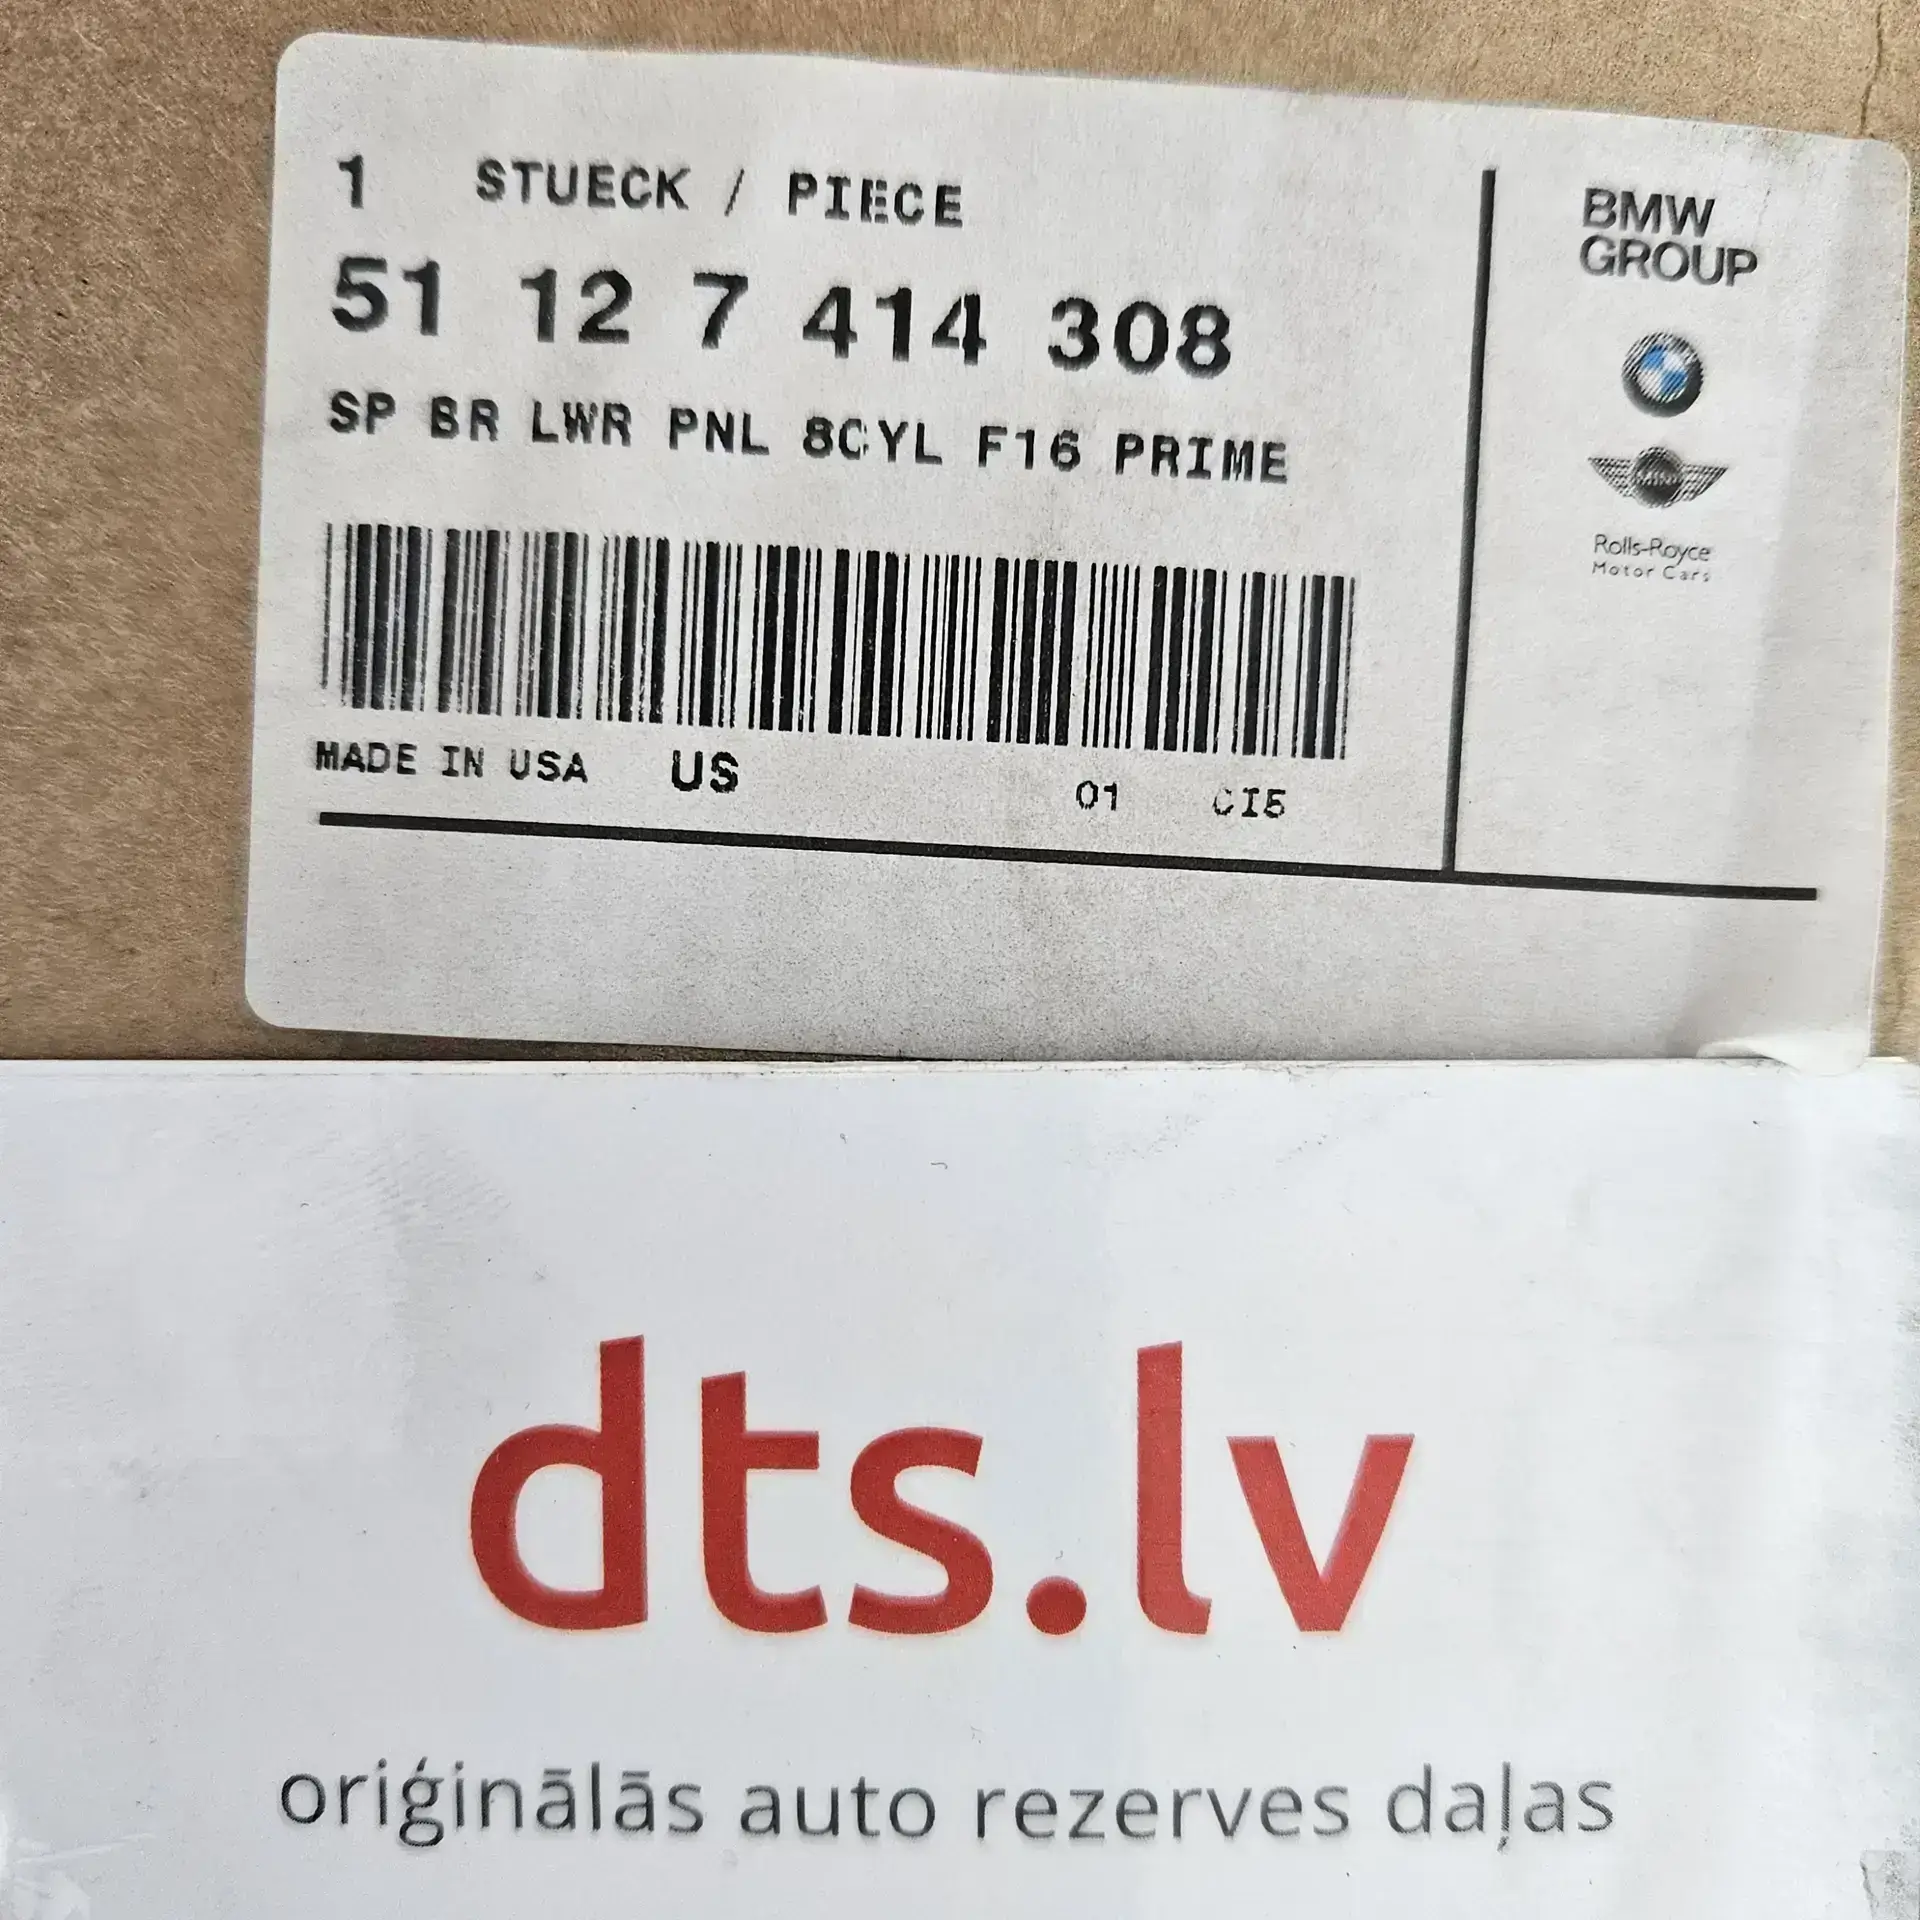 1 STUECK / PIECE
51 12 7 414 308
SP BR LWR PNL 8CYL F16 PRIME
MADE IN USA US 01 CI5
BMW
GROUP
MINI
Rolls-Royce
Motor Cars
dts.lv
oriģinālās auto rezerves daļas